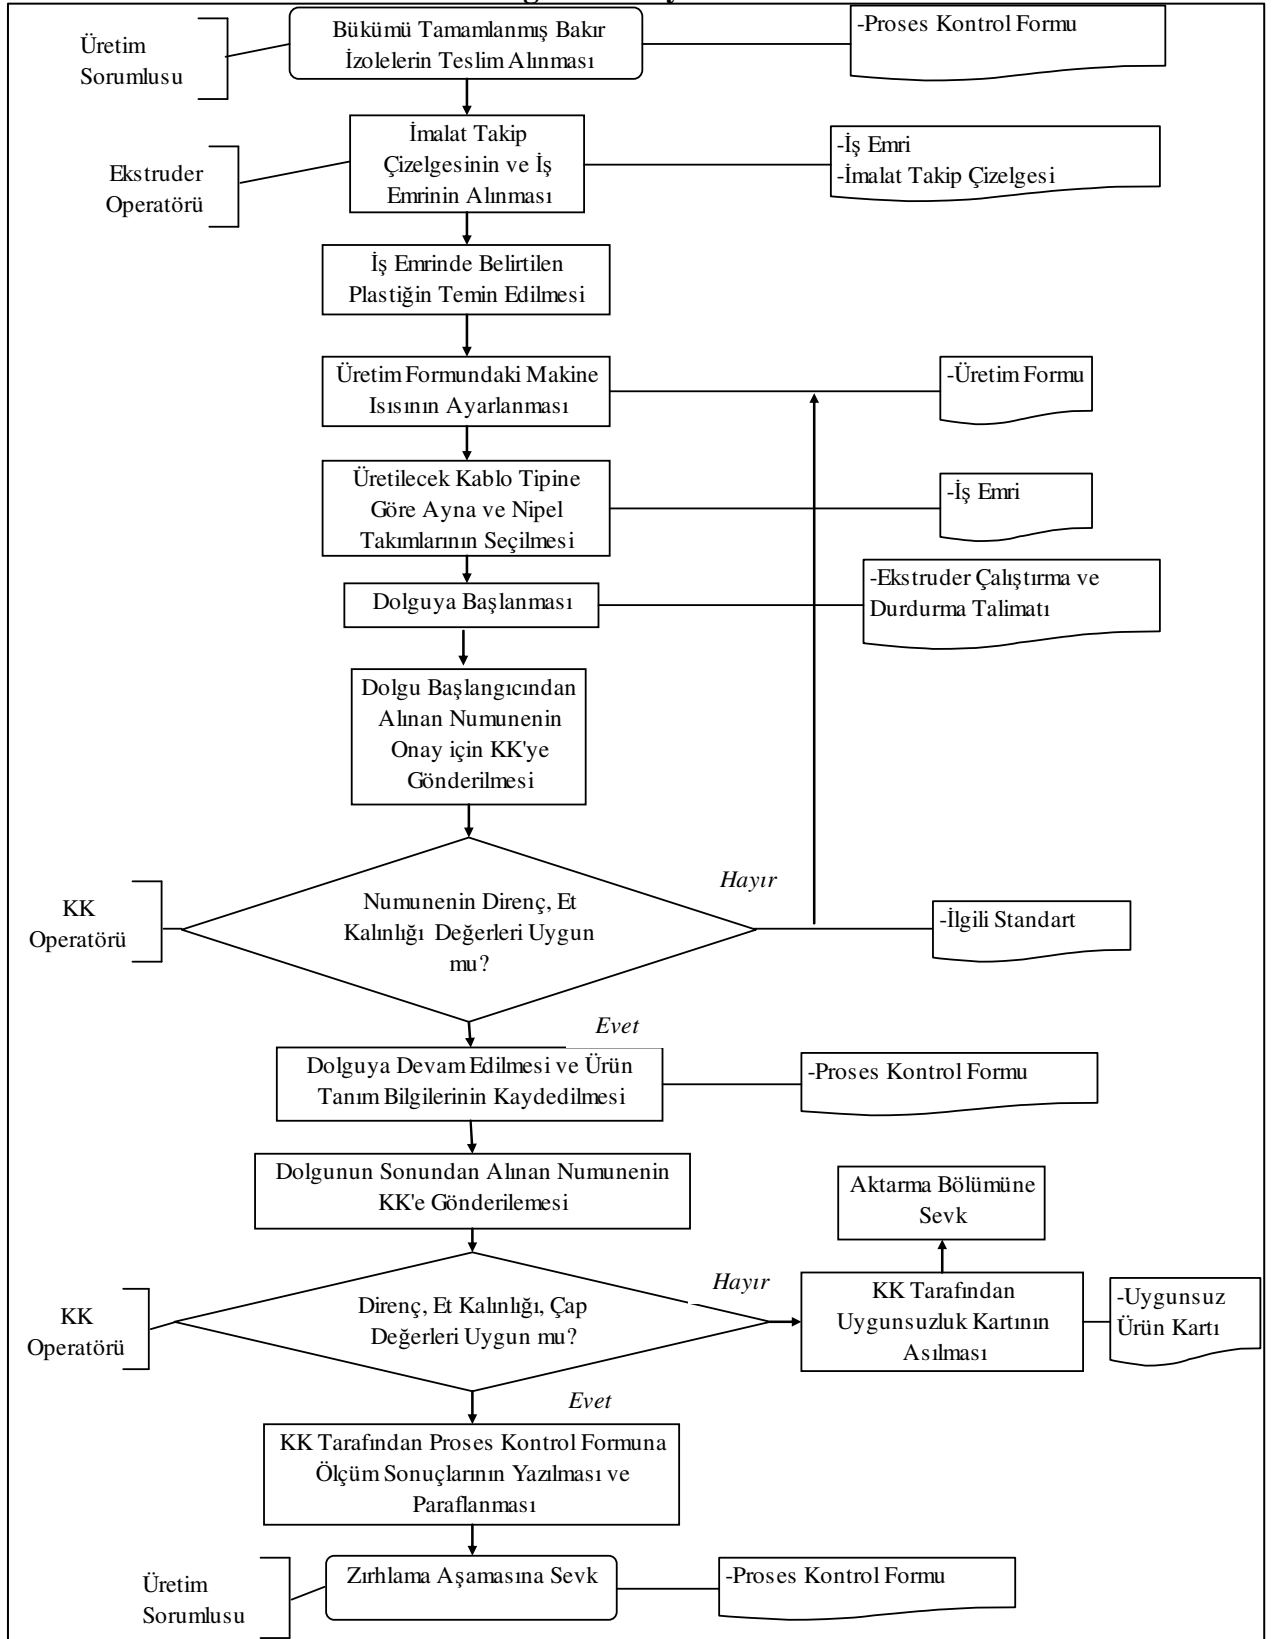 Üretim
Sorumlusu
Bükümü Tamamlanmış Bakır
İzolelerin Teslim Alınması
-Proses Kontrol Formu
Ekstruder
Operatörü
İmalat Takip
Çizelgesinin ve İş
Emrinin Alınması
-İş Emri
-İmalat Takip Çizelgesi
İş Emrinde Belirtilen
Plastiğin Temin Edilmesi
Üretim Formundaki Makine
Isısının Ayarlanması
-Üretim Formu
Üretilecek Kablo Tipine
Göre Ayna ve Nipel
Takımlarının Seçilmesi
-İş Emri
Dolguya Başlanması
-Ekstruder Çalıştırma ve
Durdurma Talimatı
Dolgu Başlangıcından
Alınan Numunenin
Onay için KK'ye
Gönderilmesi
Hayır
KK
Operatörü
Numunenin Direnç, Et
Kalınlığı Değerleri Uygun
mu?
-İlgili Standart
Evet
Dolguya Devam Edilmesi ve Ürün
Tanım Bilgilerinin Kaydedilmesi
-Proses Kontrol Formu
Dolgunun Sonundan Alınan Numunenin
KK'e Gönderilemesi
Aktarma Bölümüne
Sevk
Hayır
KK
Operatörü
Direnç, Et Kalınlığı, Çap
Değerleri Uygun mu?
KK Tarafından
Uygunsuzluk Kartının
Asılması
-Uygunsuz
Ürün Kartı
Evet
KK Tarafından Proses Kontrol Formuna
Ölçüm Sonuçlarının Yazılması ve
Paraflanması
Üretim
Sorumlusu
Zırhlama Aşamasına Sevk
-Proses Kontrol Formu